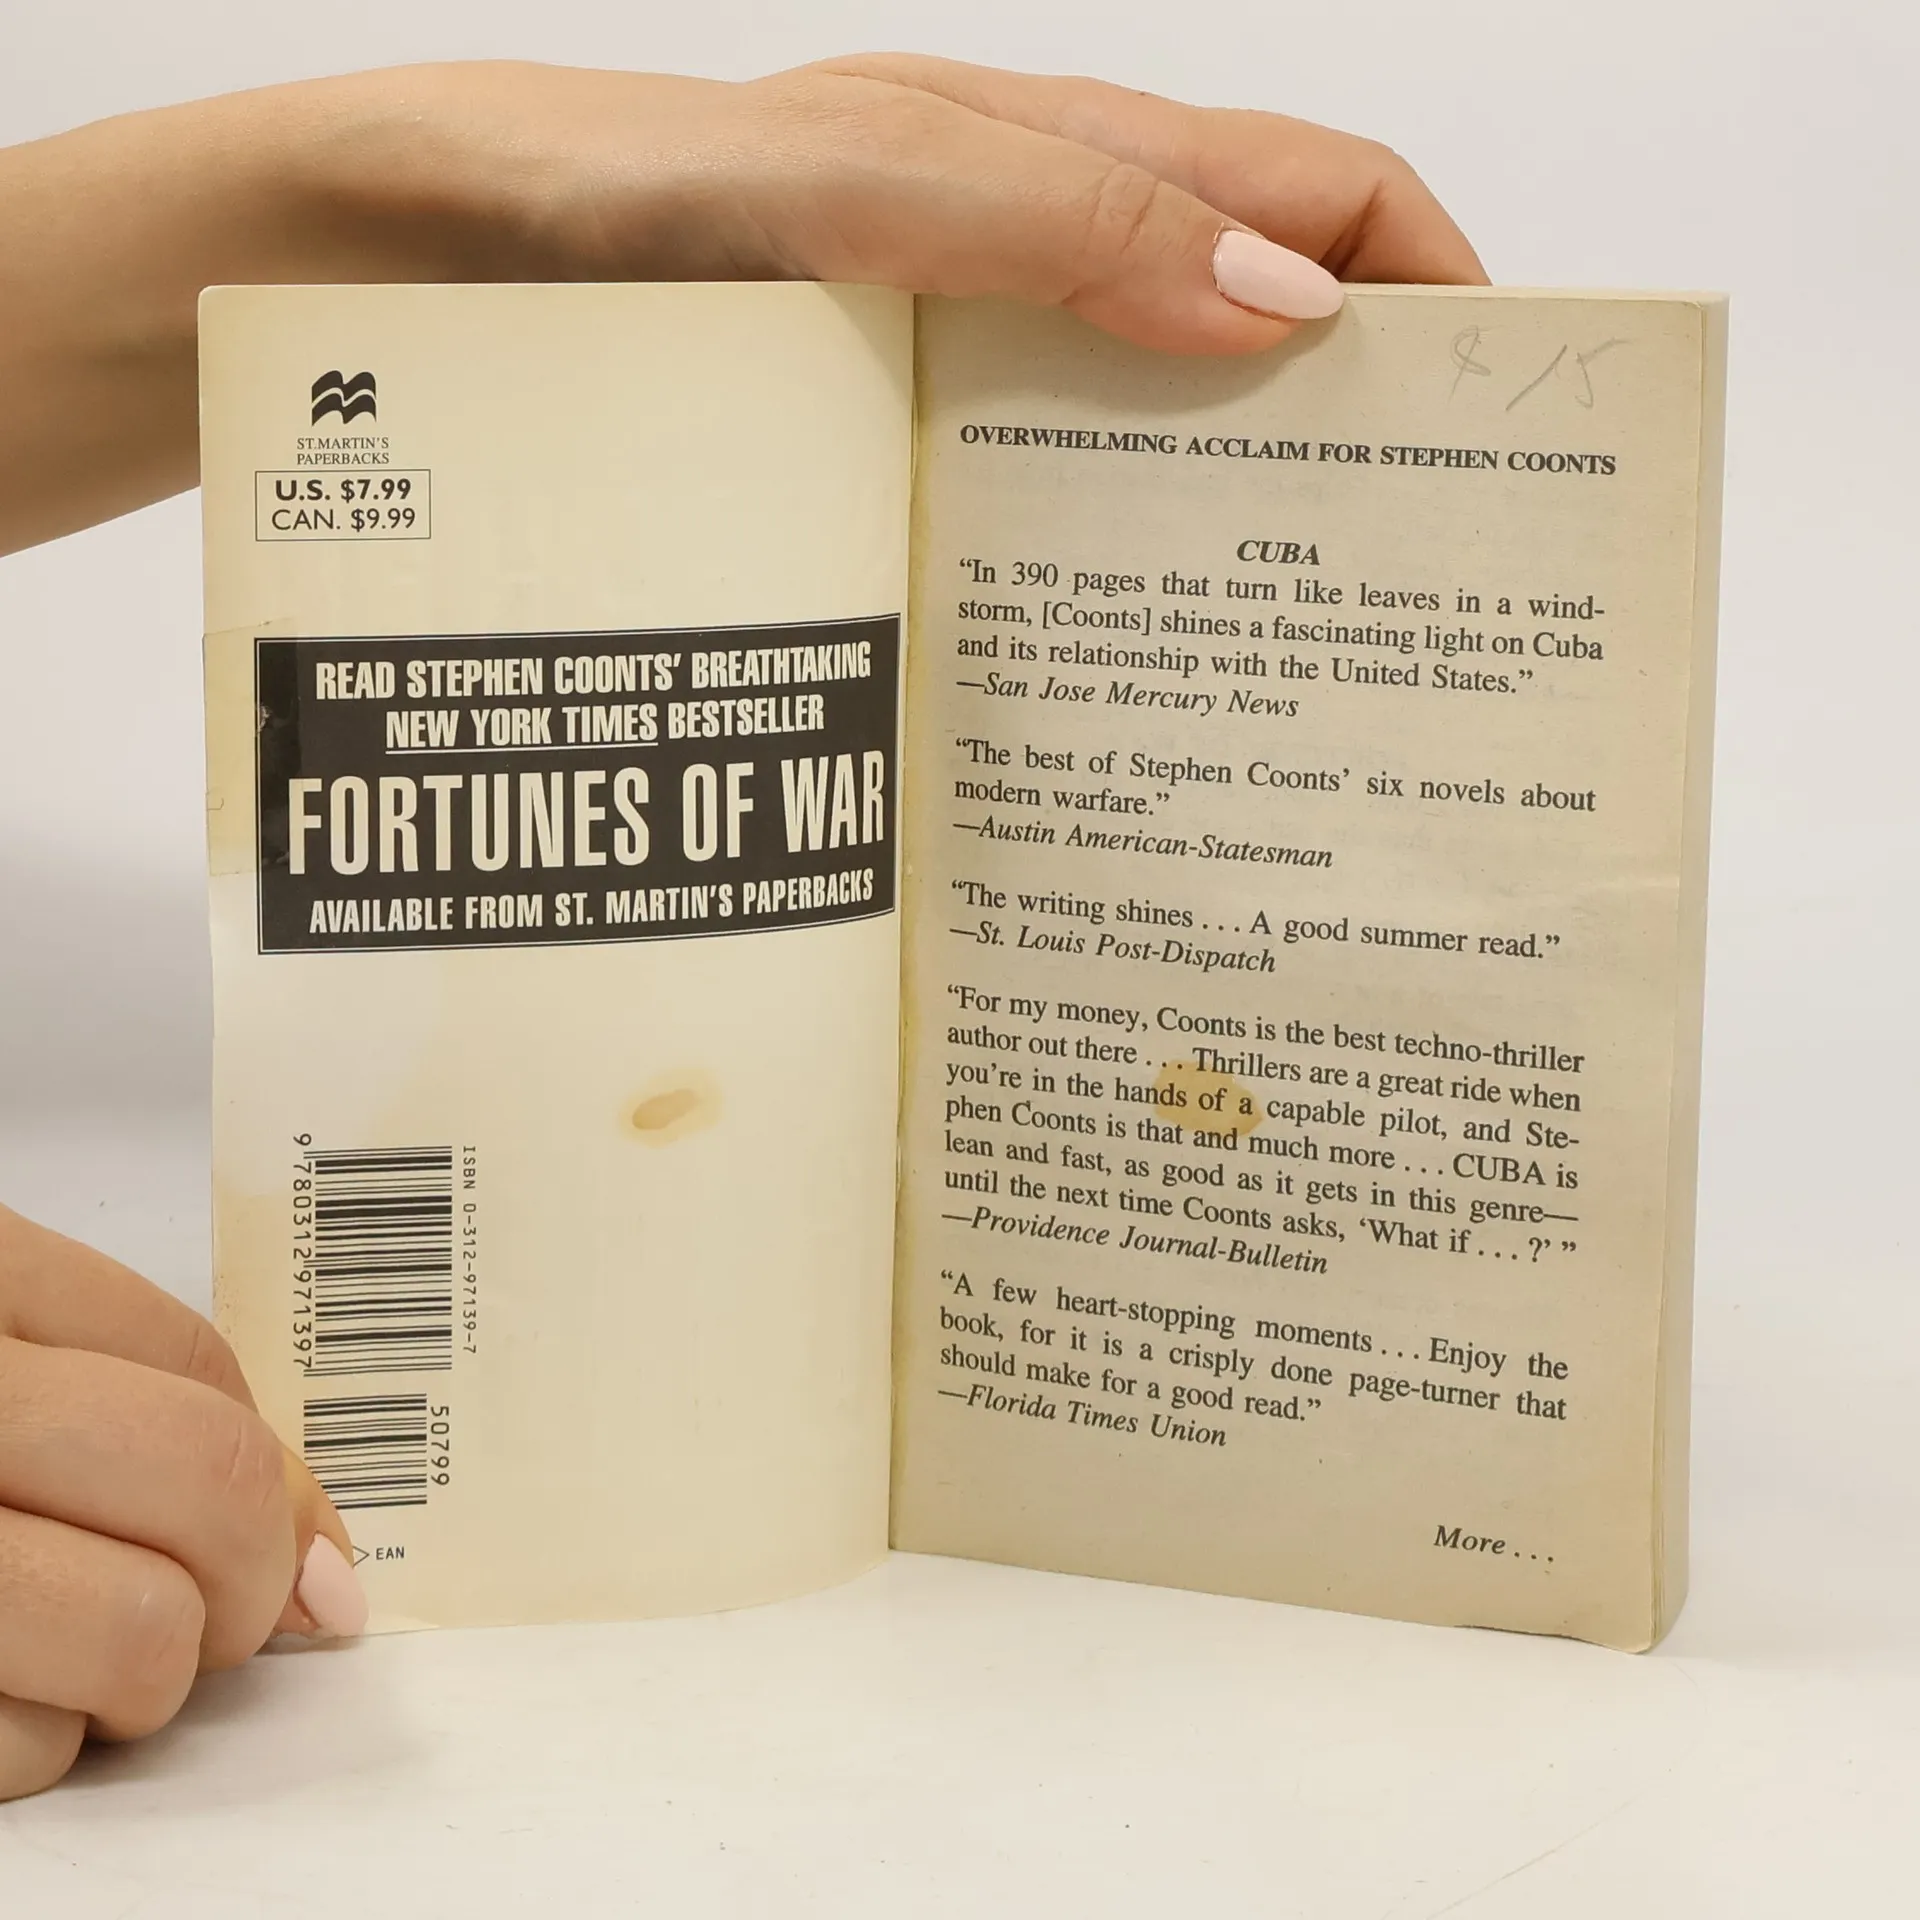 ST.MARTIN'S
PAPERBACKS
U.S. $7.99
CAN. $9.99
READ STEPHEN COONTS' BREATHTAKING
NEW YORK TIMES BESTSELLER
FORTUNES OF WAR
AVAILABLE FROM ST. MARTIN'S PAPERBACKS
9 780312 971397
ISBN 0-312-97139-7
50799
EAN
$ 15
OVERWHELMING ACCLAIM FOR STEPHEN COONTS
CUBA
“In 390 pages that turn like leaves in a wind-
storm, [Coonts] shines a fascinating light on Cuba
and its relationship with the United States.”
—San Jose Mercury News
“The best of Stephen Coonts’ six novels about
modern warfare.”
—Austin American-Statesman
“The writing shines . . . A good summer read.”
—St. Louis Post-Dispatch
“For my money, Coonts is the best techno-thriller
author out there . . . Thrillers are a great ride when
you’re in the hands of a capable pilot, and Ste-
phen Coonts is that and much more . . . CUBA is
lean and fast, as good as it gets in this genre—
until the next time Coonts asks, ‘What if . . . ?’ ”
—Providence Journal-Bulletin
“A few heart-stopping moments . . . Enjoy the
book, for it is a crisply done page-turner that
should make for a good read.”
—Florida Times Union
More . . .